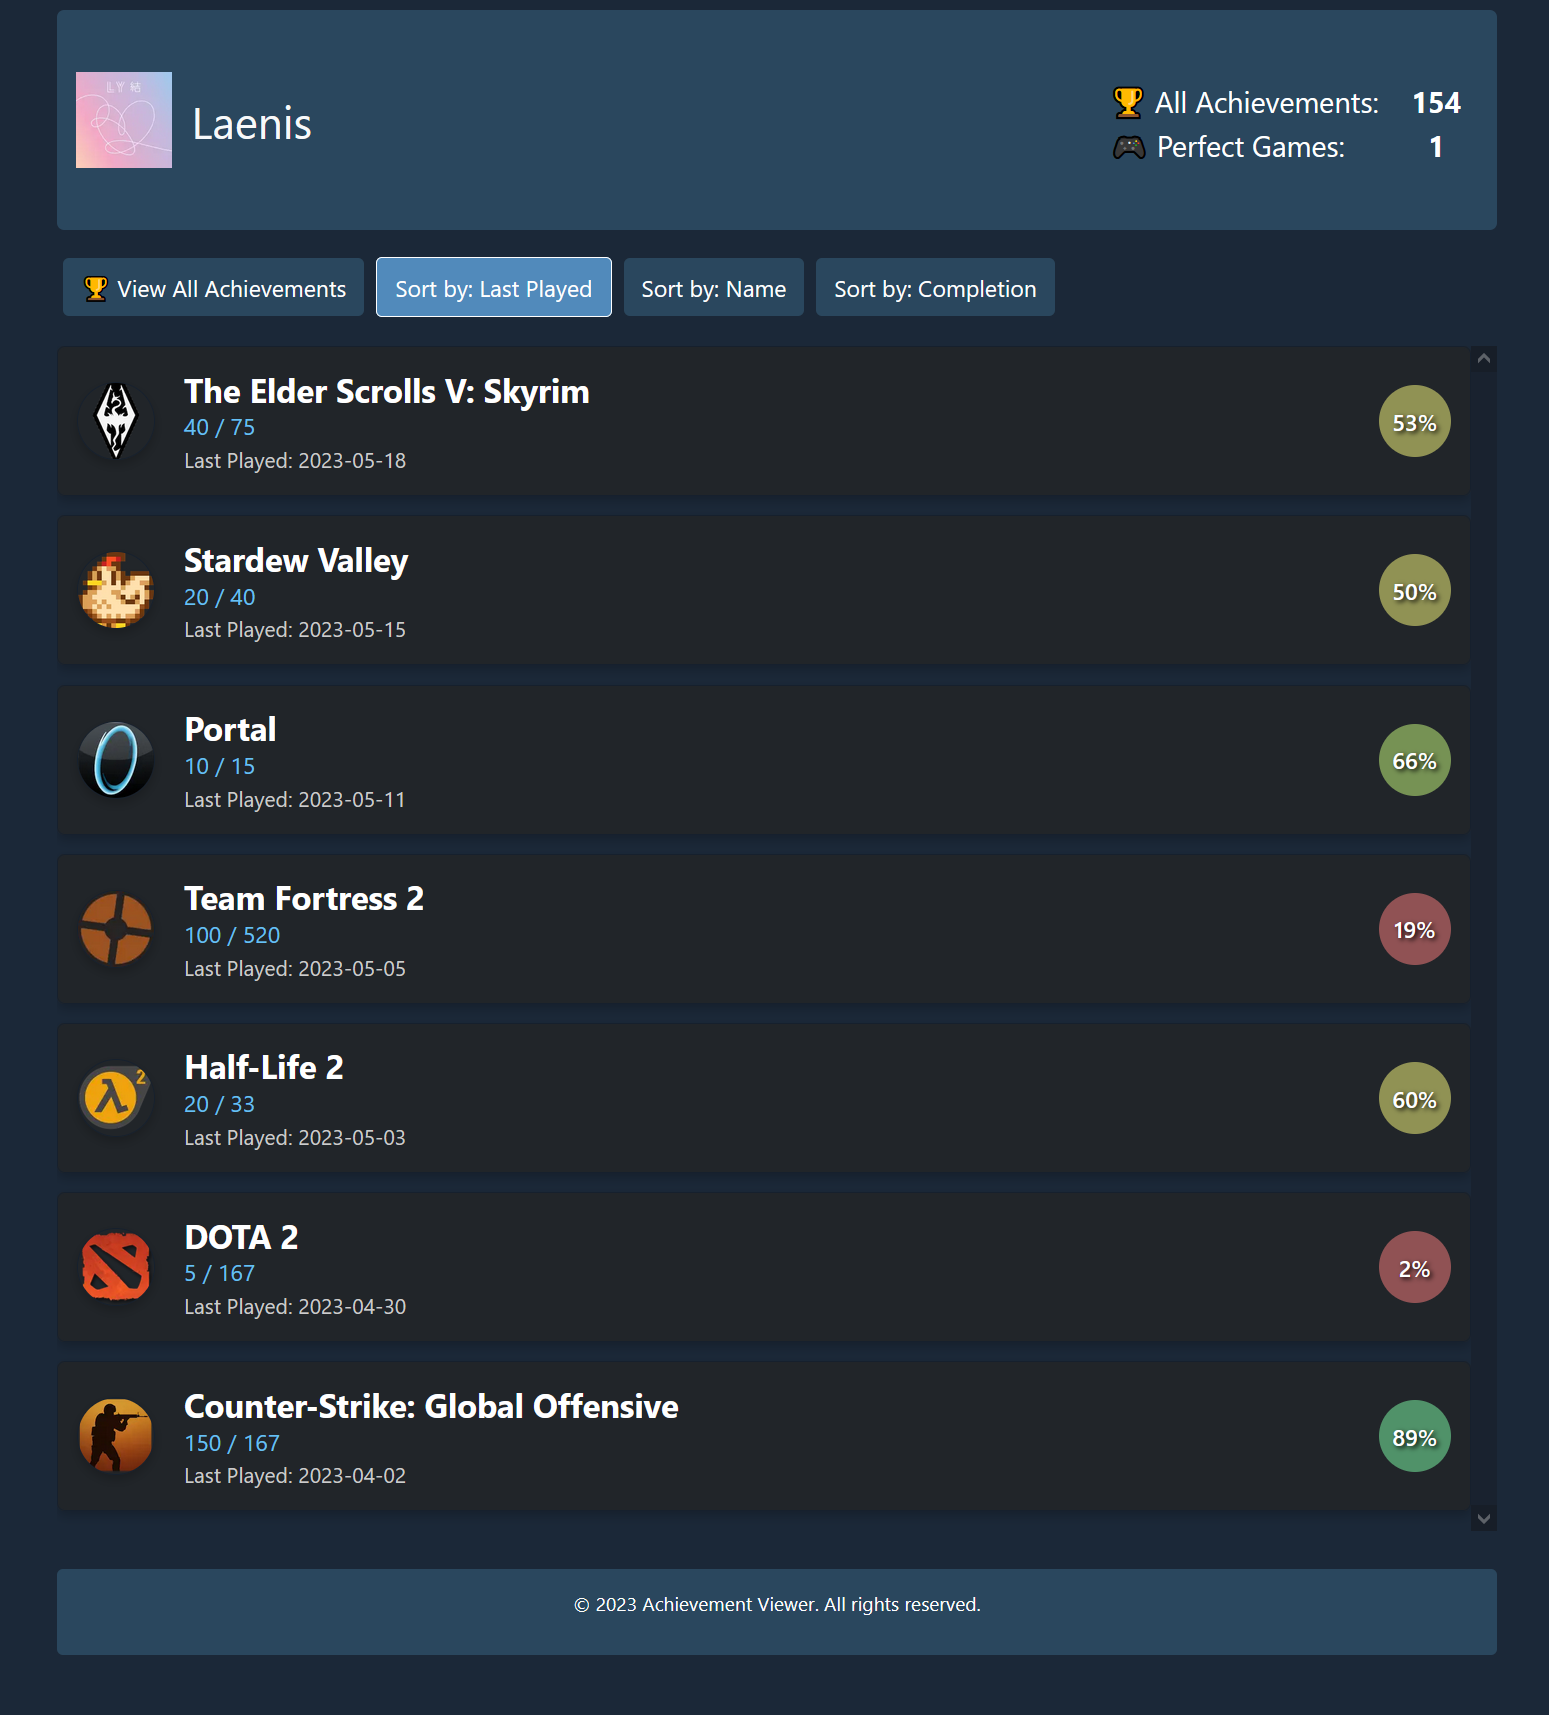 LY 結
Laenis
All Achievements: 154
Perfect Games: 1
View All Achievements
Sort by: Last Played
Sort by: Name
Sort by: Completion
The Elder Scrolls V: Skyrim
40 / 75
Last Played: 2023-05-18
53%
Stardew Valley
20 / 40
Last Played: 2023-05-15
50%
Portal
10 / 15
Last Played: 2023-05-11
66%
Team Fortress 2
100 / 520
Last Played: 2023-05-05
19%
2
Half-Life 2
20 / 33
Last Played: 2023-05-03
60%
DOTA 2
5 / 167
Last Played: 2023-04-30
2%
Counter-Strike: Global Offensive
150 / 167
Last Played: 2023-04-02
89%
© 2023 Achievement Viewer. All rights reserved.